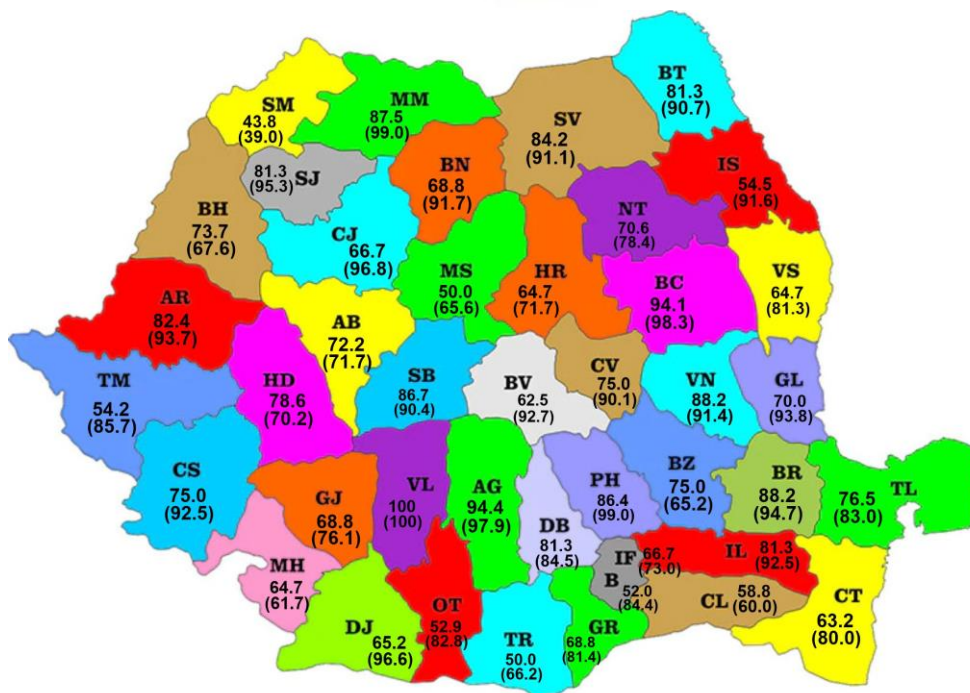 BT
81.3
(90.7)
SM
43.8
(39.0)
MM
87.5
(99.0)
SV
84.2
(91.1)
81.3
(95.3)
SJ
BN
68.8
(91.7)
IS
54.5
(91.6)
BH
73.7
(67.6)
CJ
66.7
(96.8)
NT
70.6
(78.4)
MS
50.0
(65.6)
HR
64.7
(71.7)
BC
94.1
(98.3)
VS
64.7
(81.3)
AR
82.4
(93.7)
AB
72.2
(71.7)
TM
54.2
(85.7)
HD
78.6
(70.2)
SB
86.7
(90.4)
BV
62.5
(92.7)
CV
75.0
(90.1)
VN
88.2
(91.4)
GL
70.0
(93.8)
CS
75.0
(92.5)
GJ
68.8
(76.1)
VL
100
(100)
AG
94.4
(97.9)
DB
81.3
(84.5)
PH
86.4
(99.0)
BZ
75.0
(65.2)
BR
88.2
(94.7)
TL
76.5
(83.0)
MH
64.7
(61.7)
DJ
65.2
(96.6)
OT
52.9
(82.8)
TR
50.0
(66.2)
GR
68.8
(81.4)
IF
66.7
(73.0)
B
52.0
(84.4)
IL
81.3
(92.5)
CL
58.8
(60.0)
CT
63.2
(80.0)